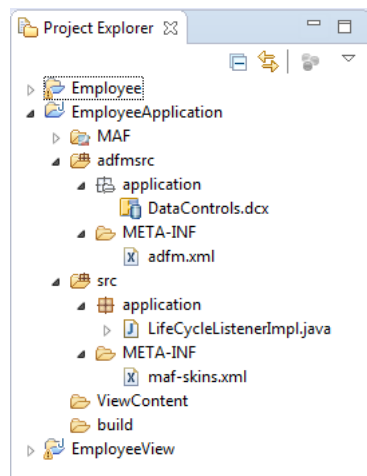 Project Explorer
Employee
EmployeeApplication
MAF
adfmsrc
application
DataControls.dcx
META-INF
adfm.xml
src
application
LifeCycleListenerImpl.java
META-INF
maf-skins.xml
ViewContent
build
EmployeeView